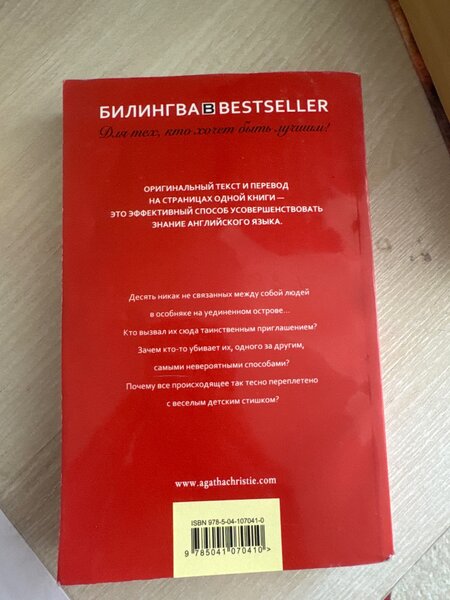 БИЛИНГВА B BESTSELLER
Для тех, кто хочет быть лучшим!
ОРИГИНАЛЬНЫЙ ТЕКСТ И ПЕРЕВОД
НА СТРАНИЦАХ ОДНОЙ КНИГИ —
ЭТО ЭФФЕКТИВНЫЙ СПОСОБ УСОВЕРШЕНСТВОВАТЬ
ЗНАНИЕ АНГЛИЙСКОГО ЯЗЫКА.
Десять никак не связанных между собой людей
в особняке на уединенном острове...
Кто вызвал их сюда таинственным приглашением?
Зачем кто-то убивает их, одного за другим,
самыми невероятными способами?
Почему все происходящее так тесно переплетено
с веселым детским стишком?
www.agathachristie.com
ISBN 978-5-04-107041-0
9 785041 070410 >